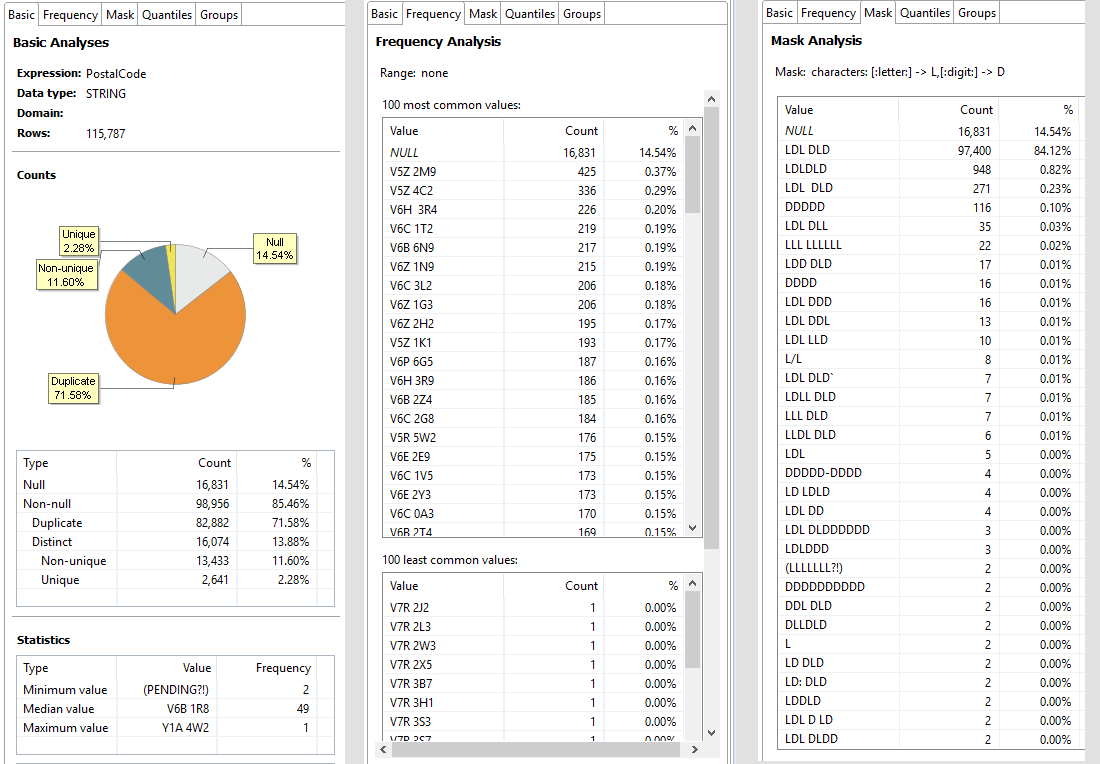 Basic Frequency Mask Quantiles Groups
Basic Analyses
Expression: PostalCode
Data type: STRING
Domain:
Rows: 115,787
Counts
Unique
2.28%
Null
14.54%
Non-unique
11.60%
Duplicate
71.58%
Type Count %
Null 16,831 14.54%
Non-null 98,956 85.46%
Duplicate 82,882 71.58%
Distinct 16,074 13.88%
Non-unique 13,433 11.60%
Unique 2,641 2.28%
Statistics
Type Value Frequency
Minimum value (PENDING?!) 2
Median value V6B 1R8 49
Maximum value Y1A 4W2 1
Basic Frequency Mask Quantiles Groups
Frequency Analysis
Range: none
100 most common values:
Value Count %
NULL 16,831 14.54%
V5Z 2M9 425 0.37%
V5Z 4C2 336 0.29%
V6H  3R4 226 0.20%
V6C 1T2 219 0.19%
V6B 6N9 217 0.19%
V6Z 1N9 215 0.19%
V6C 3L2 206 0.18%
V6Z 1G3 206 0.18%
V6Z 2H2 195 0.17%
V5Z 1K1 193 0.17%
V6P 6G5 187 0.16%
V6H 3R9 186 0.16%
V6B 2Z4 185 0.16%
V6C 2G8 184 0.16%
V5R 5W2 176 0.15%
V6E 2E9 175 0.15%
V6C 1V5 173 0.15%
V6E 2Y3 173 0.15%
V6C 0A3 170 0.15%
V6B 2T4 169 0.15%
100 least common values:
Value Count %
V7R 2J2 1 0.00%
V7R 2L3 1 0.00%
V7R 2W3 1 0.00%
V7R 2X5 1 0.00%
V7R 3B7 1 0.00%
V7R 3H1 1 0.00%
V7R 3S3 1 0.00%
V7R 3S7 1 0.00%
Basic Frequency Mask Quantiles Groups
Mask Analysis
Mask: characters: [:letter:] -> L,[:digit:] -> D
Value Count %
NULL 16,831 14.54%
LDL DLD 97,400 84.12%
LDLDLD 948 0.82%
LDL  DLD 271 0.23%
DDDDD 116 0.10%
LDL DLL 35 0.03%
LLL LLLLLL 22 0.02%
LDD DLD 17 0.01%
DDDD 16 0.01%
LDL DDD 16 0.01%
LDL DDL 13 0.01%
LDL LLD 10 0.01%
L/L 8 0.01%
LDL DLD` 7 0.01%
LDLL DLD 7 0.01%
LLL DLD 7 0.01%
LLDL DLD 6 0.01%
LDL 5 0.00%
DDDDD-DDDD 4 0.00%
LD LDLD 4 0.00%
LDL DD 4 0.00%
LDL DLDDDDDD 3 0.00%
LDLDDD 3 0.00%
(LLLLLLL?!) 2 0.00%
DDDDDDDDDD 2 0.00%
DDL DLD 2 0.00%
DLLDLD 2 0.00%
L 2 0.00%
LD DLD 2 0.00%
LD: DLD 2 0.00%
LDDLD 2 0.00%
LDL D LD 2 0.00%
LDL DLDD 2 0.00%